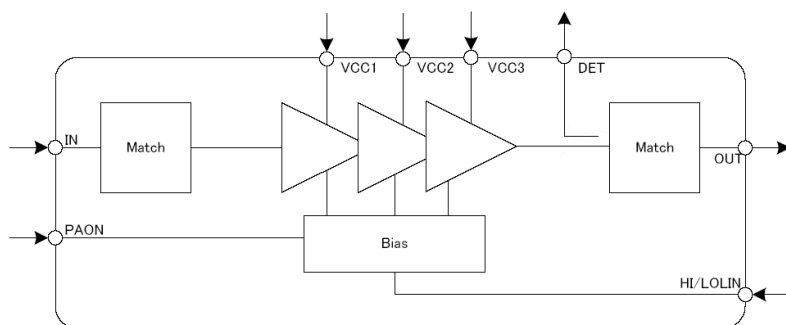 VCC1
VCC2
VCC3
DET
IN
Match
Match
OUT
PAON
Bias
HI/LOLIN